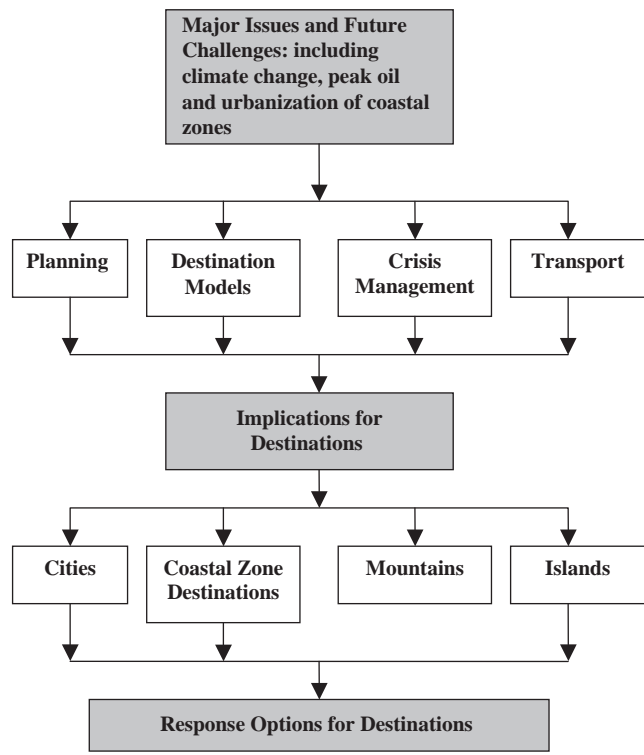 Major Issues and Future
Challenges: including
climate change, peak oil
and urbanization of coastal
zones
Planning
Destination
Models
Crisis
Management
Transport
Implications for
Destinations
Cities
Coastal Zone
Destinations
Mountains
Islands
Response Options for Destinations